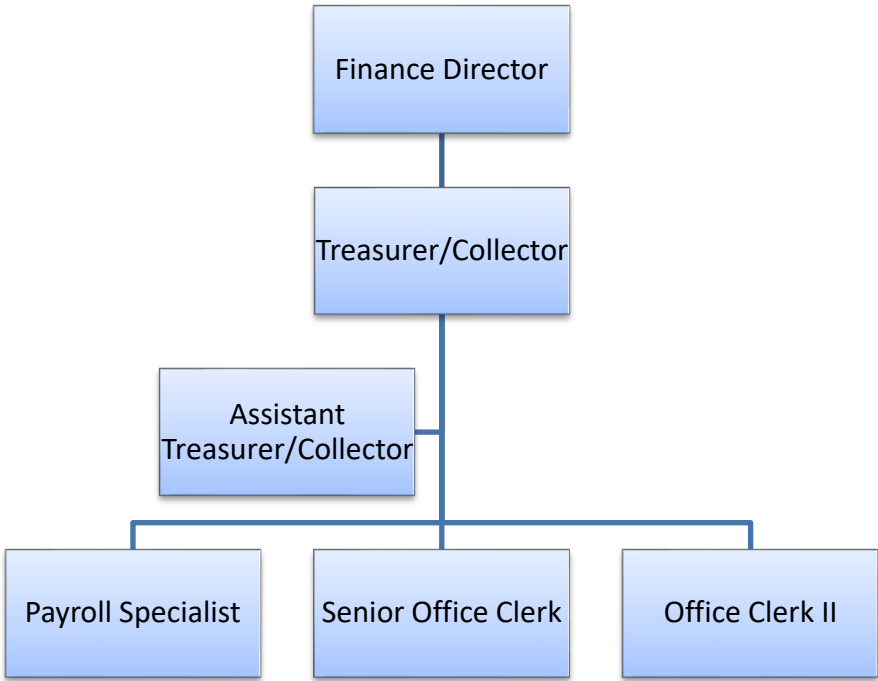 Finance Director
Treasurer/Collector
Assistant
Treasurer/Collector
Payroll Specialist
Senior Office Clerk
Office Clerk II